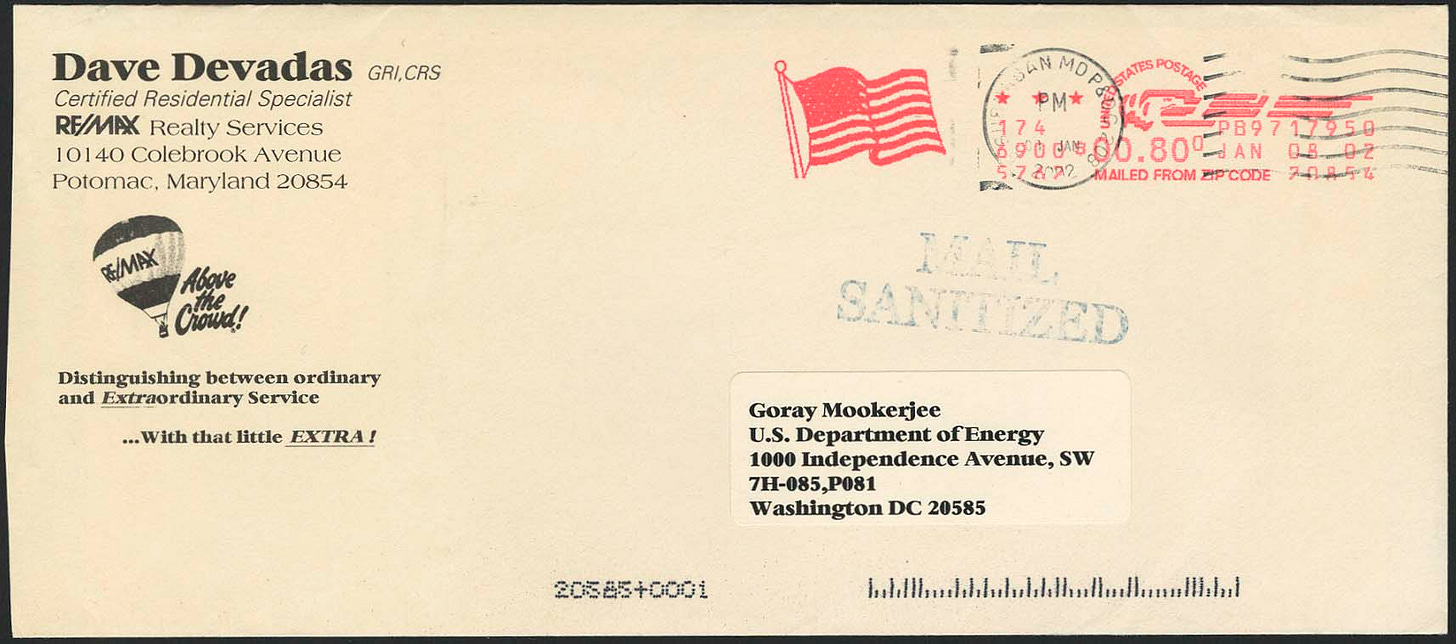 Dave Devadas GRI,CRS
Certified Residential Specialist
RE/MAX Realty Services
10140 Colebrook Avenue
Potomac, Maryland 20854
RE/MAX
Above
the
Crowd!
Distinguishing between ordinary
and Extraordinary Service
...With that little EXTRA!
MD P&
PM
JAN
2002
UNITED STATES POSTAGE
174
PB9717950
00.80⁰ JAN 08 02
MAILED FROM ZIP CODE 20854
MAIL
SANITIZED
Goray Mookerjee
U.S. Department of Energy
1000 Independence Avenue, SW
7H-085,P081
Washington DC 20585
20585+0001